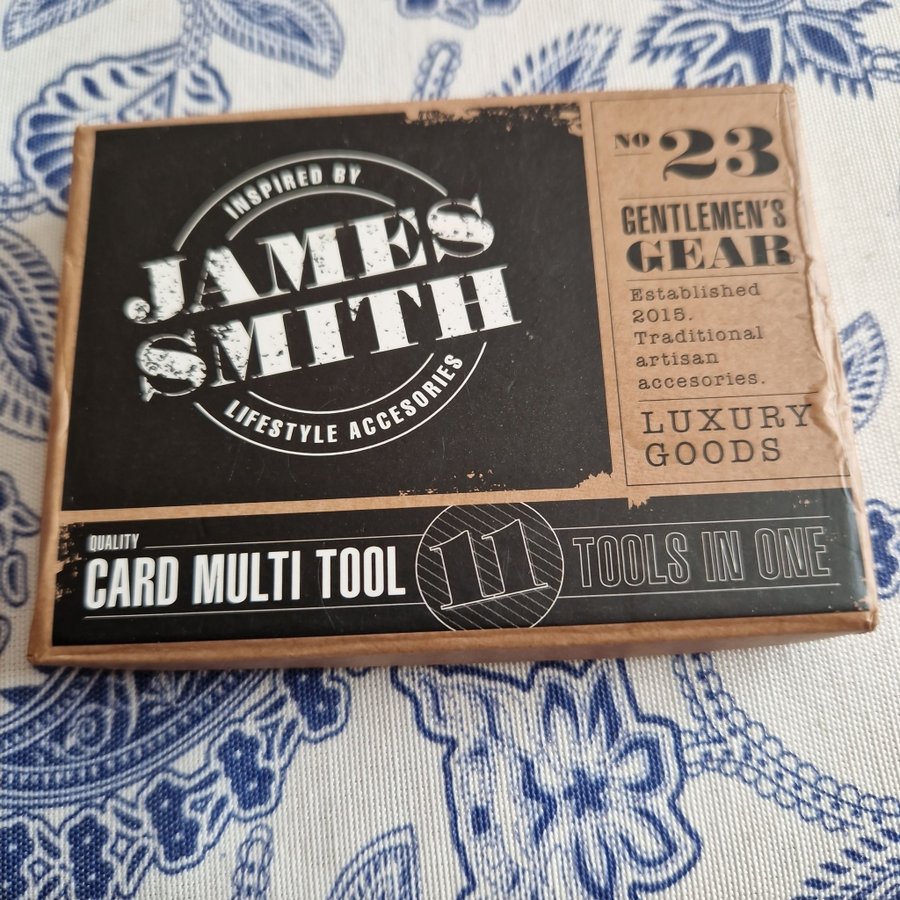 INSPIRED BY
JAMES
SMITH
LIFESTYLE ACCESORIES
NO 23
GENTLEMEN'S
GEAR
Established
2015.
Traditional
artisan
accesories.
LUXURY
GOODS
QUALITY
CARD MULTI TOOL
11
TOOLS IN ONE